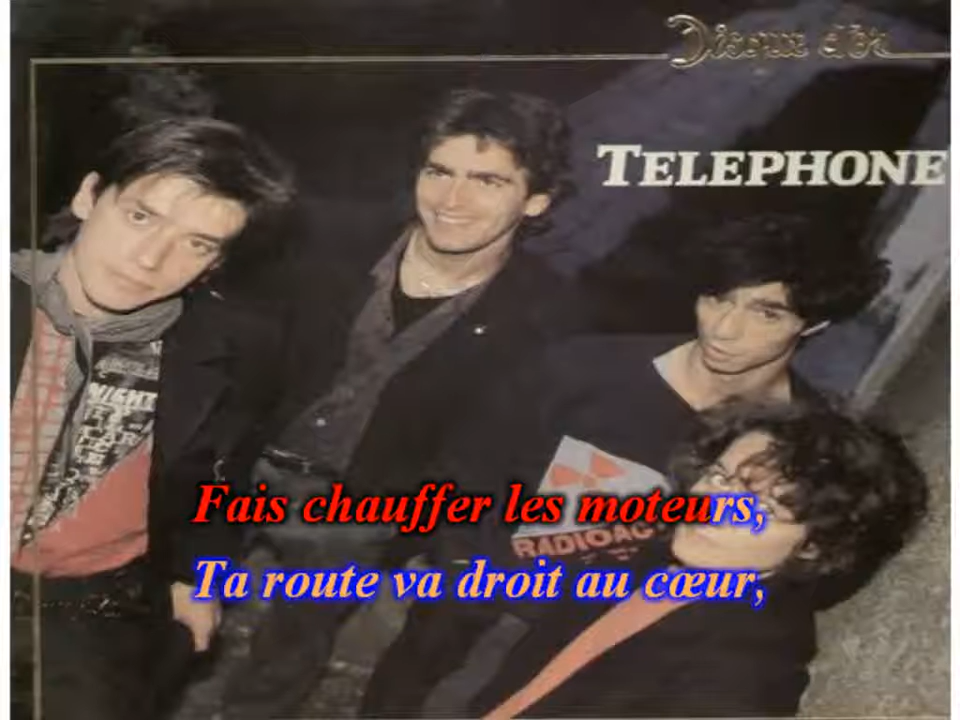 Disque d'Or
TELEPHONE
NIGHT
RADIOAC
Fais chauffer les moteurs,
Ta route va droit au cœur,